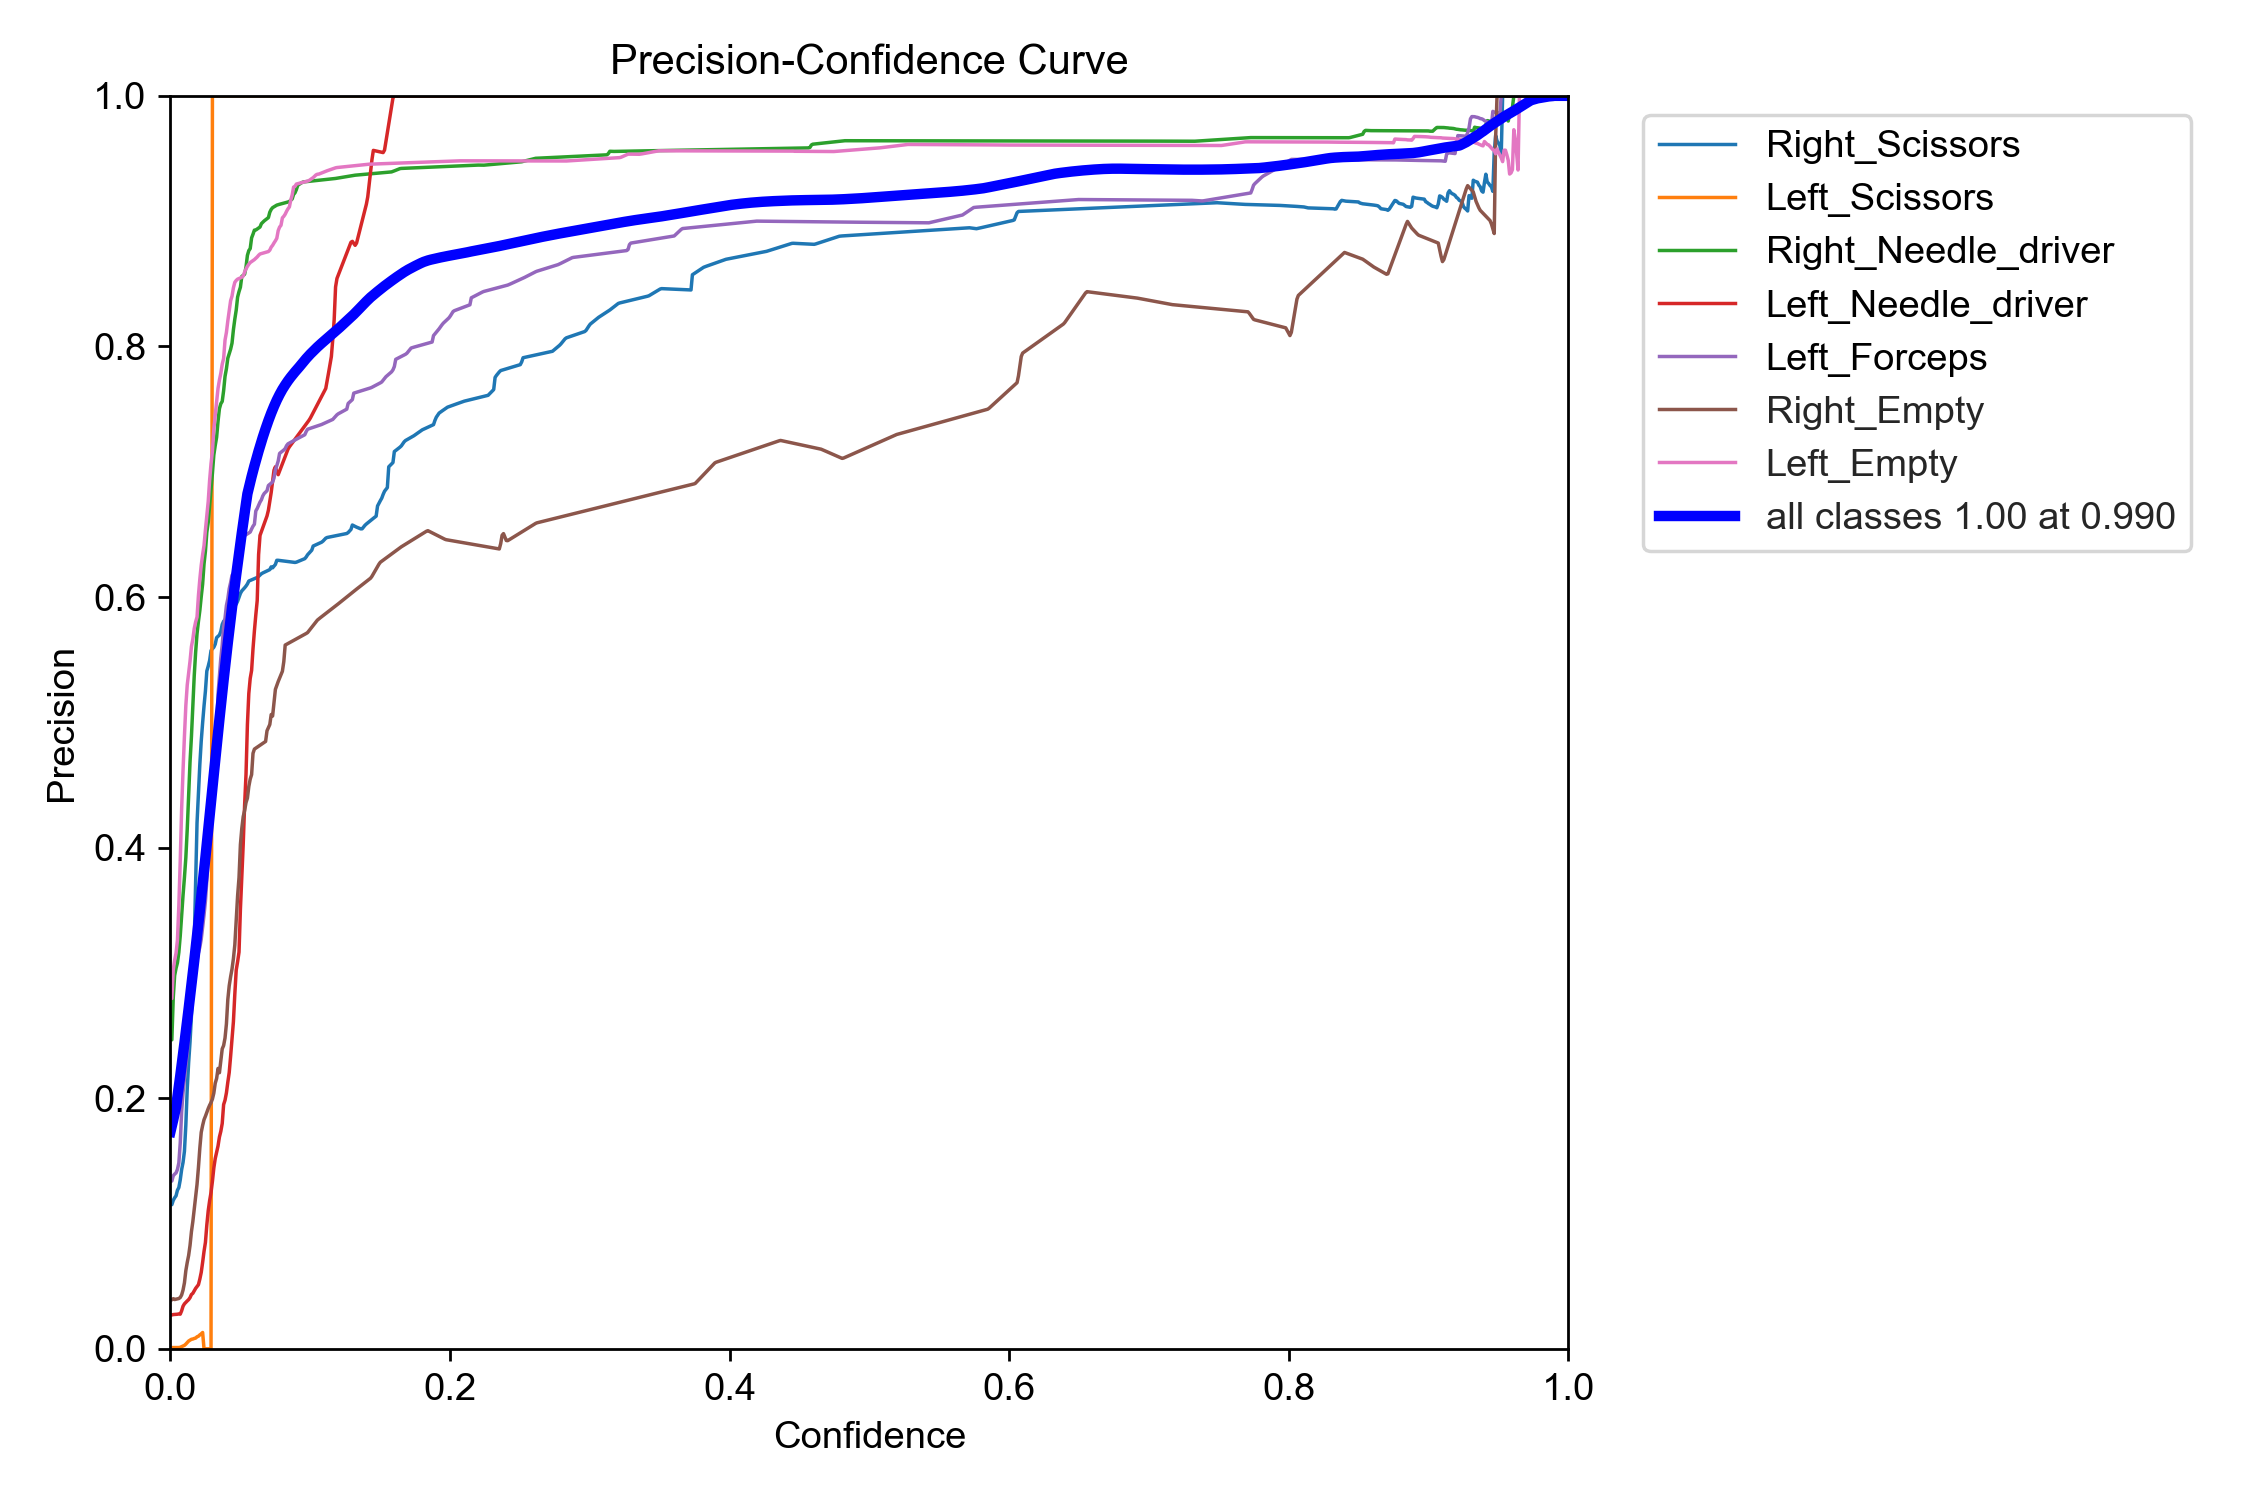 Precision-Confidence Curve
1.0
0.8
0.6
0.4
0.2
0.0
Precision
0.0 0.2 0.4 0.6 0.8 1.0
Confidence
Right_Scissors
Left_Scissors
Right_Needle_driver
Left_Needle_driver
Left_Forceps
Right_Empty
Left_Empty
all classes 1.00 at 0.990